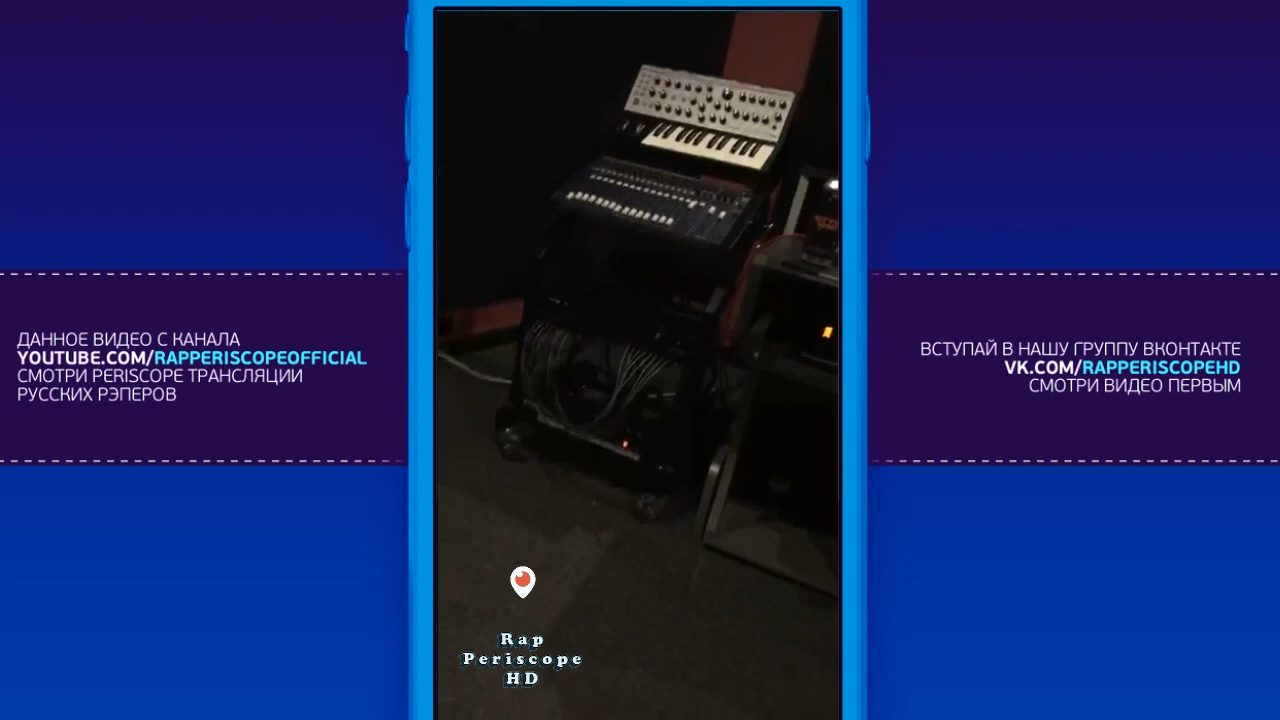 ДАННОЕ ВИДЕО С КАНАЛА
YOUTUBE.COM/RAPPERISCOPEOFFICIAL
СМОТРИ PERISCOPE ТРАНСЛЯЦИИ
РУССКИХ РЭПЕРОВ
ВСТУПАЙ В НАШУ ГРУППУ ВКОНТАКТЕ
VK.COM/RAPPERISCOPEHD
СМОТРИ ВИДЕО ПЕРВЫМ
Rap
Periscope
HD